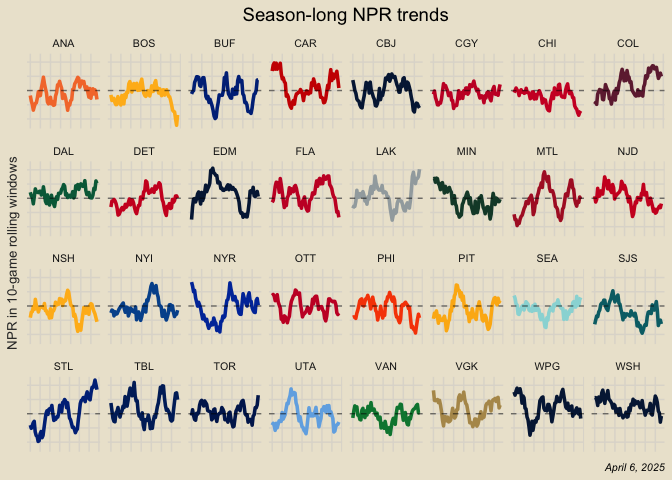 Season-long NPR trends
ANA BOS BUF CAR CBJ CGY CHI COL
DAL DET EDM FLA LAK MIN MTL NJD
NSH NYI NYR OTT PHI PIT SEA SJS
STL TBL TOR UTA VAN VGK WPG WSH
NPR in 10-game rolling windows
April 6, 2025